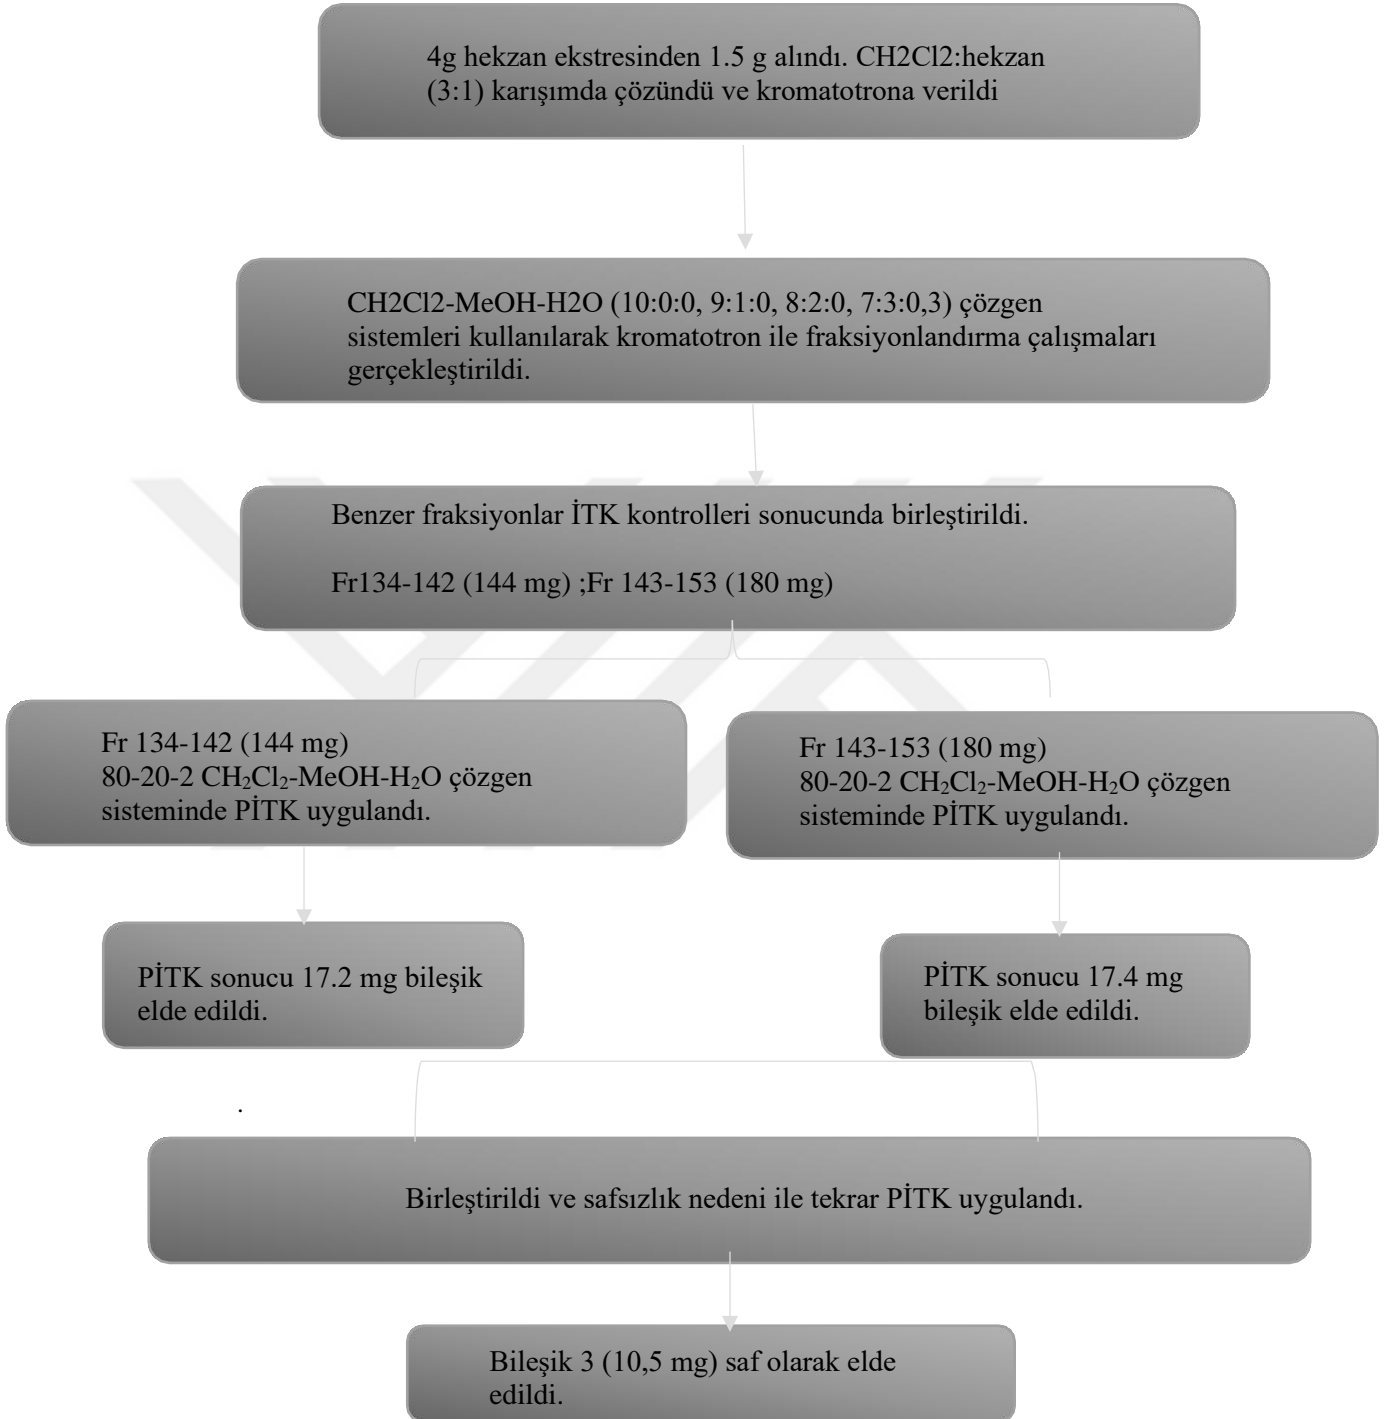 4g hekzan ekstresinden 1.5 g alındı. CH2Cl2:hekzan
(3:1) karışımda çözündü ve kromatotrona verildi
CH2Cl2-MeOH-H2O (10:0:0, 9:1:0, 8:2:0, 7:3:0,3) çözgen
sistemleri kullanılarak kromatotron ile fraksiyonlandırma çalışmaları
gerçekleştirildi.
Benzer fraksiyonlar İTK kontrolleri sonucunda birleştirildi.
Fr134-142 (144 mg) ;Fr 143-153 (180 mg)
Fr 134-142 (144 mg)
80-20-2 CH₂Cl₂-MeOH-H₂O çözgen
sisteminde PİTK uygulandı.
Fr 143-153 (180 mg)
80-20-2 CH₂Cl₂-MeOH-H₂O çözgen
sisteminde PİTK uygulandı.
PİTK sonucu 17.2 mg bileşik
elde edildi.
PİTK sonucu 17.4 mg
bileşik elde edildi.
.
Birleştirildi ve safsızlık nedeni ile tekrar PİTK uygulandı.
Bileşik 3 (10,5 mg) saf olarak elde
edildi.